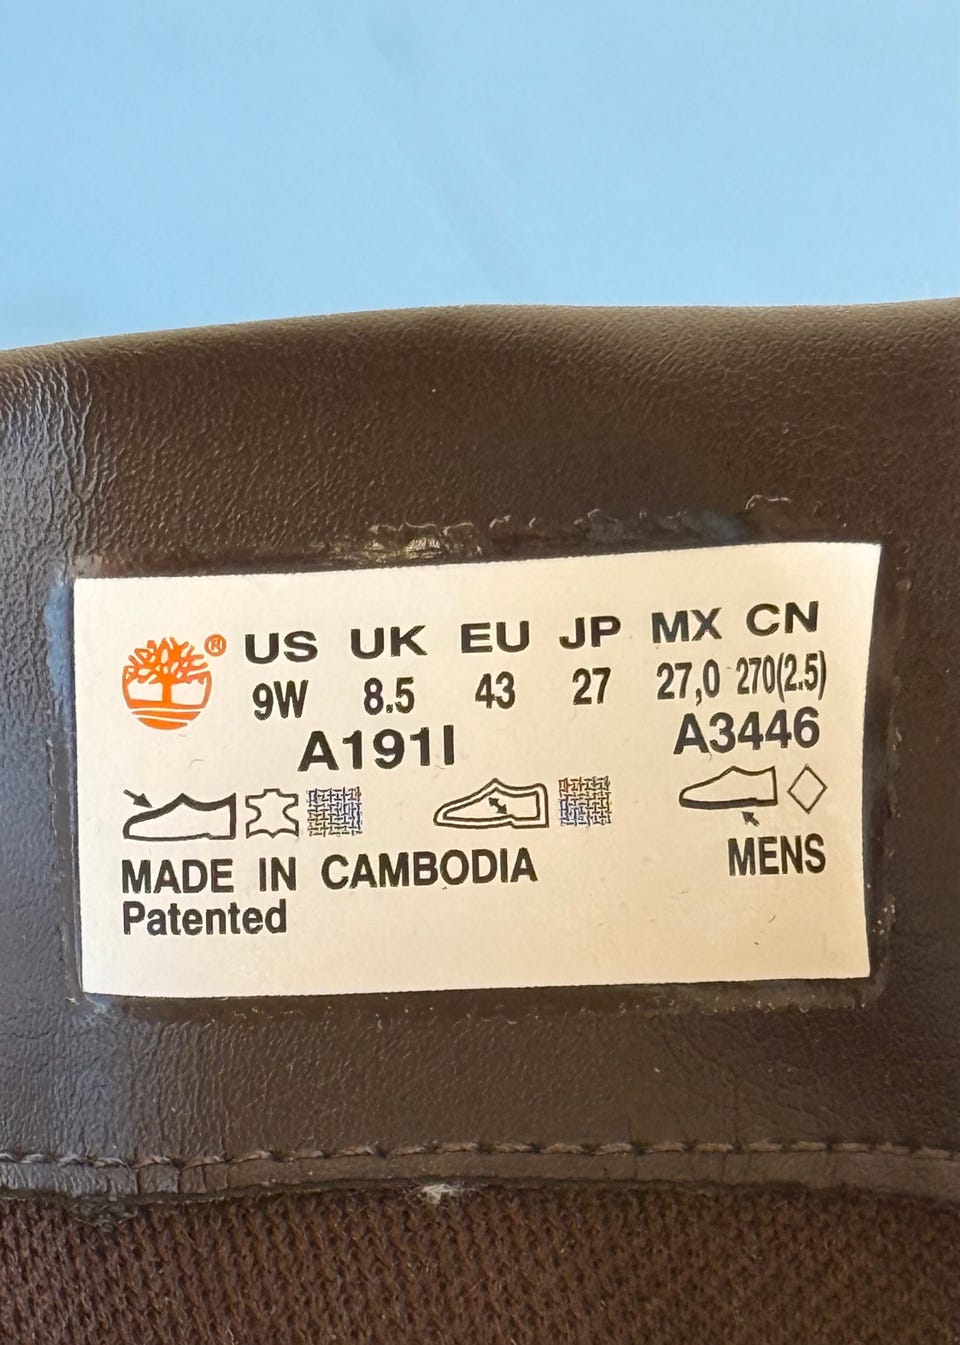 ® US UK EU JP MX CN
9W 8.5 43 27 27,0 270(2.5)
A191I A3446
MADE IN CAMBODIA MENS
Patented